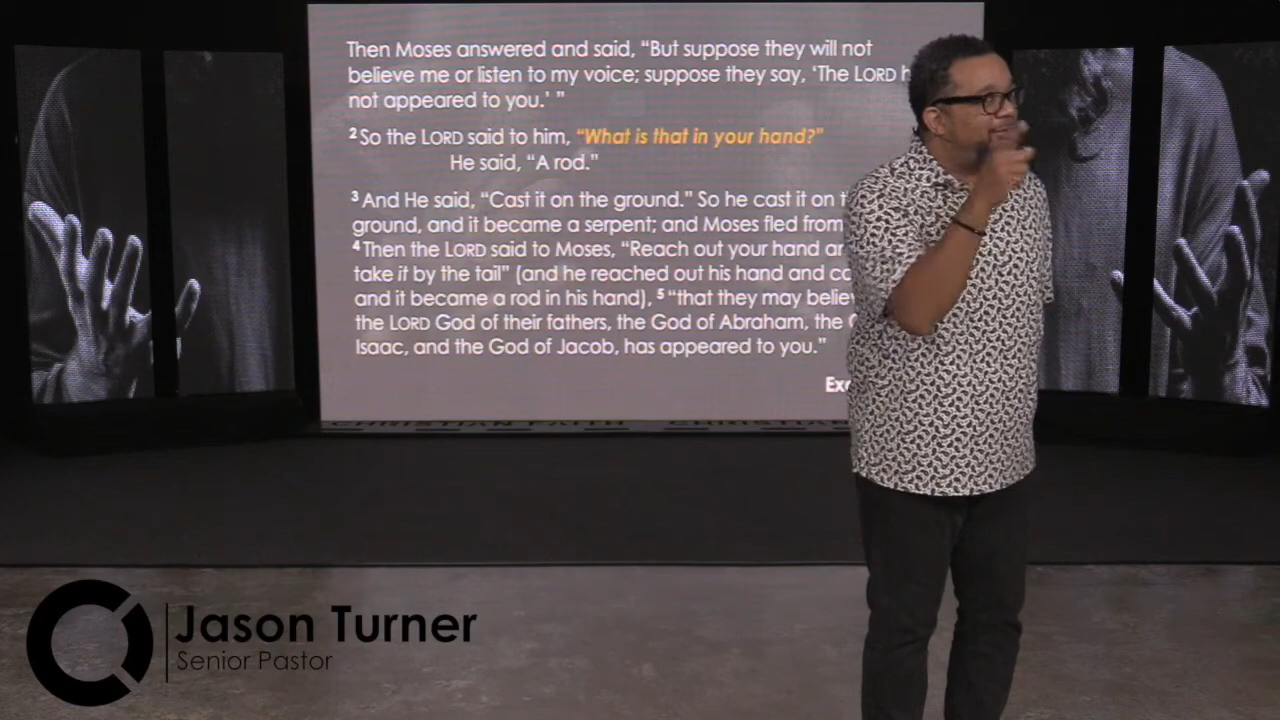 Then Moses answered and said, “But suppose they will not
believe me or listen to my voice; suppose they say, ‘The LORD
not appeared to you.’ ”
2 So the LORD said to him, “What is that in your hand?”
He said, “A rod.”
3 And He said, “Cast it on the ground.” So he cast it on
ground, and it became a serpent; and Moses fled from
4 Then the LORD said to Moses, “Reach out your hand
take it by the tail” (and he reached out his hand and
and it became a rod in his hand), 5 “that they may
the LORD God of their fathers, the God of Abraham, the
Isaac, and the God of Jacob, has appeared to you.”
CHRISTIAN FAITH CHRISTIAN
Jason Turner
Senior Pastor